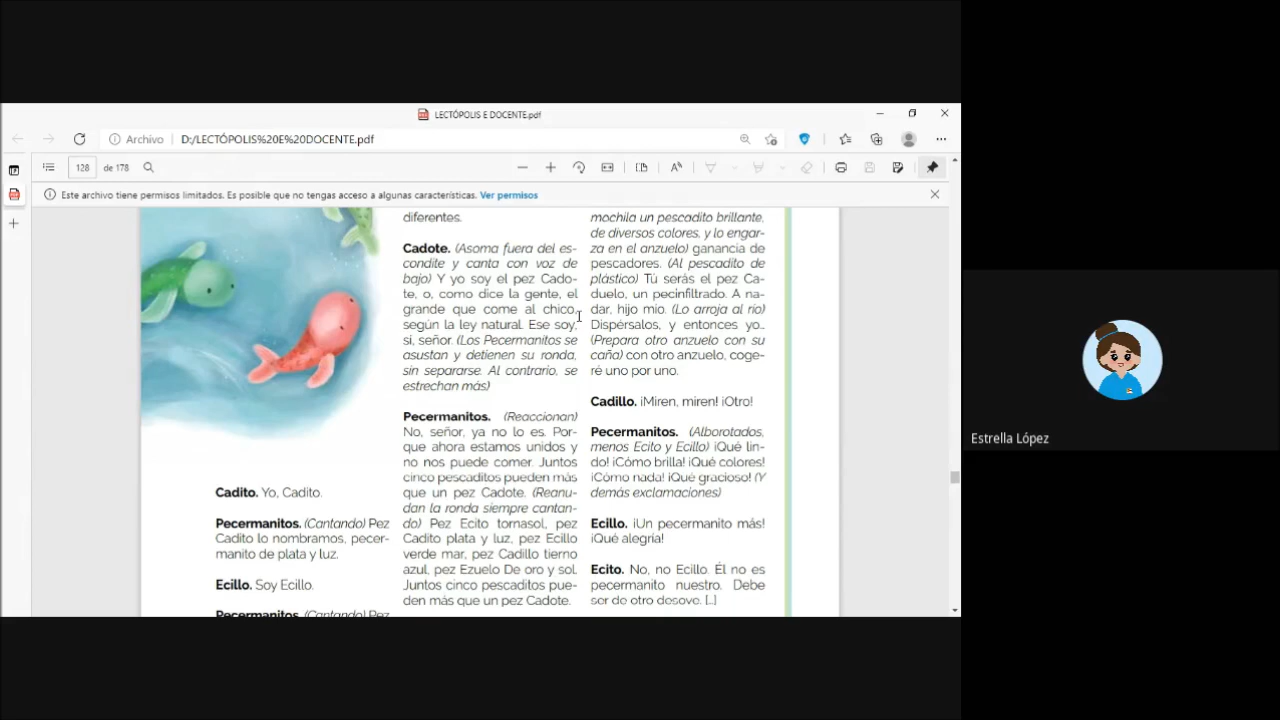 LECTÓPOLIS E DOCENTE.pdf
Archivo
D:/LECTÓPOLIS%20E%20DOCENTE.pdf
128 de 178
Este archivo tiene permisos limitados. Es posible que no tengas acceso a algunas características. Ver permisos
Cadito. Yo, Cadito.
Pecermanitos. (Cantando) Pez
Cadito lo nombramos, pecer-
manito de plata y luz.
Ecillo. Soy Ecillo.
Pecermanitos. (Cantando) Pez
diferentes.
Cadote. (Asoma fuera del es-
condite y canta con voz de
bajo) Y yo soy el pez Cado-
te, o, como dice la gente, el
grande que come al chico,
según la ley natural. Ese soy,
sí, señor. (Los Pecermanitos se
asustan y detienen su ronda,
sin separarse. Al contrario, se
estrechan más)
Pecermanitos. (Reaccionan)
No, señor, ya no lo es. Por-
que ahora estamos unidos y
no nos puede comer. Juntos
cinco pescaditos pueden más
que un pez Cadote. (Reanu-
dan la ronda siempre cantan-
do) Pez Ecito tornasol, pez
Cadito plata y luz, pez Ecillo
verde mar, pez Cadillo tierno
azul, pez Ezuelo De oro y sol.
Juntos cinco pescaditos pue-
den más que un pez Cadote.
mochila un pescadito brillante,
de diversos colores, y lo engar-
za en el anzuelo) ganancia de
pescadores. (Al pescadito de
plástico) Tú serás el pez Ca-
duelo, un pecinfiltrado. A na-
dar, hijo mío. (Lo arroja al río)
Dispérsalos, y entonces yo...
(Prepara otro anzuelo con su
caña) con otro anzuelo, coge-
ré uno por uno.
Cadillo. ¡Miren, miren! ¡Otro!
Pecermanitos. (Alborotados,
menos Ecito y Ecillo) ¡Qué lin-
do! ¡Cómo brilla! ¡Qué colores!
¡Cómo nada! ¡Qué gracioso! (Y
demás exclamaciones)
Ecillo. ¡Un pecermanito más!
¡Qué alegría!
Ecito. No, no Ecillo. Él no es
pecermanito nuestro. Debe
ser de otro desove. [...]
Estrella López